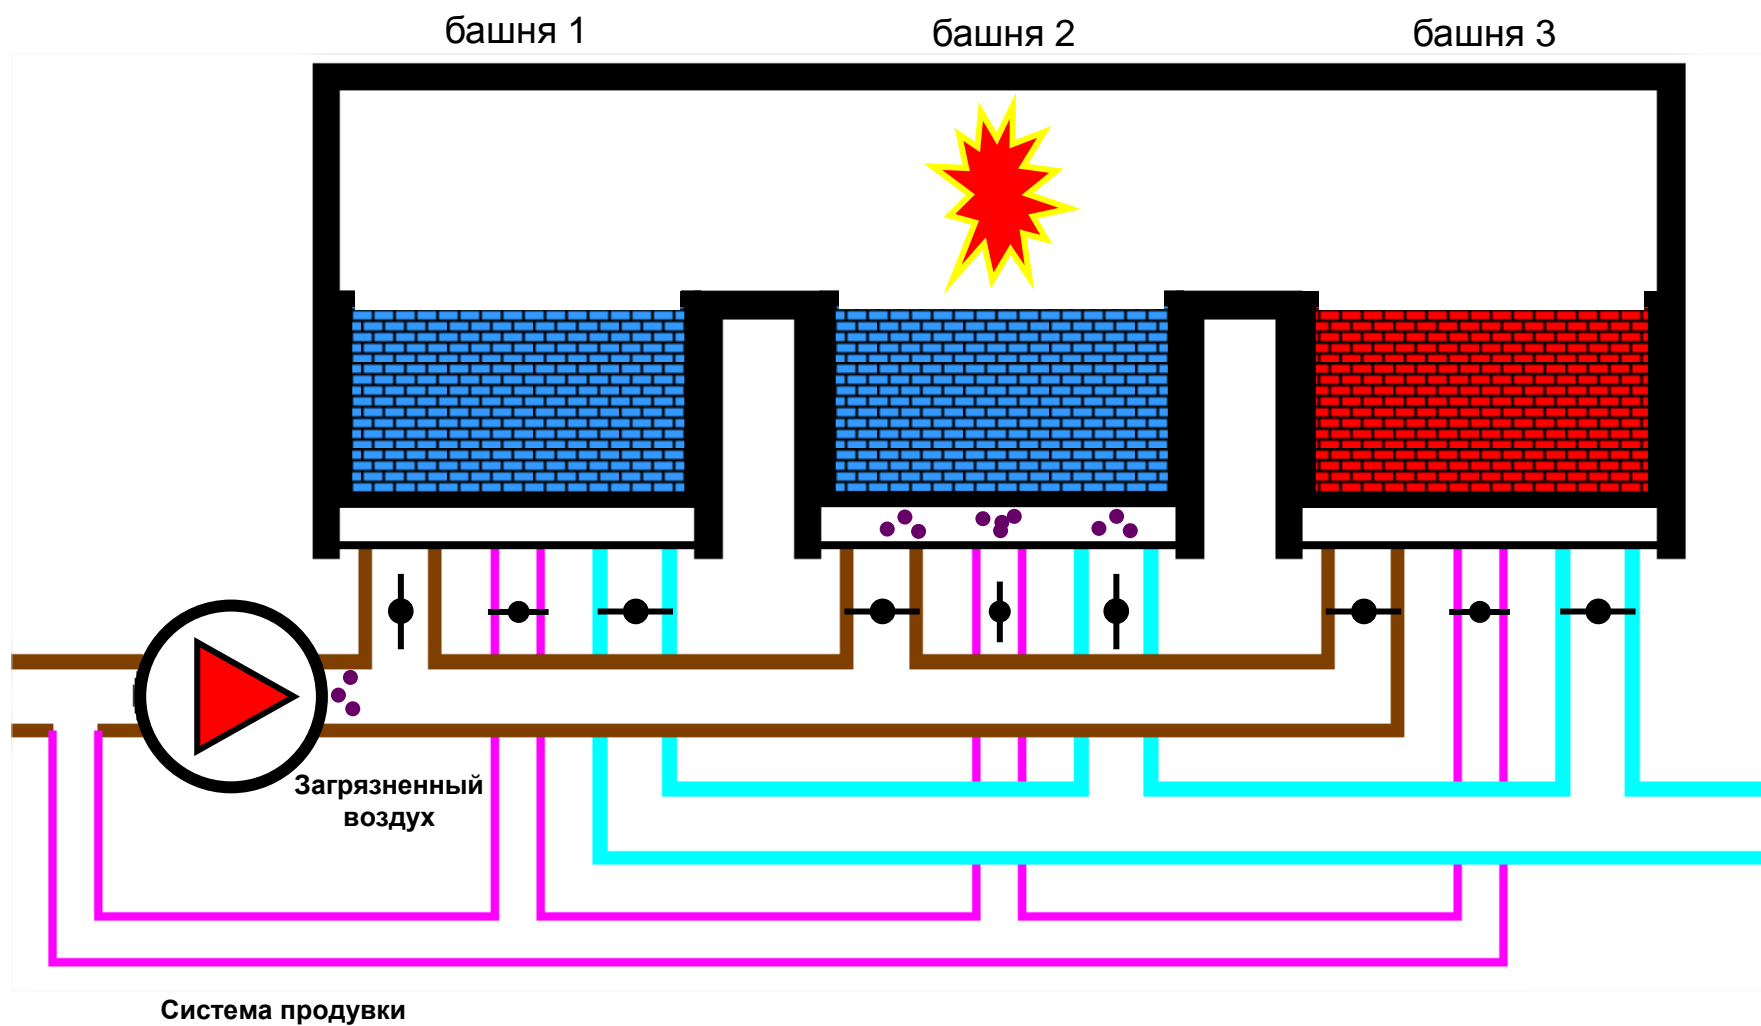 башня 1
башня 2
башня 3
Загрязненный
воздух
Система продувки